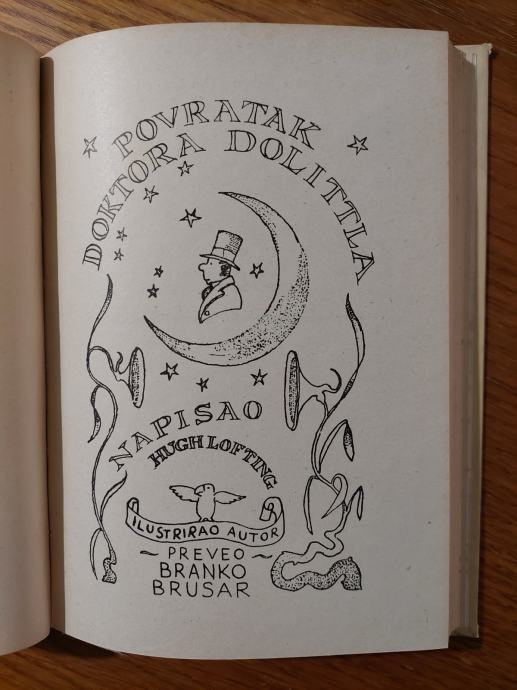 POVRATAK
DOKTORA DOLITTLA
NAPISAO
HUGH LOFTING
ILUSTRIRAO AUTOR
~ PREVEO ~
BRANKO
BRUSAR